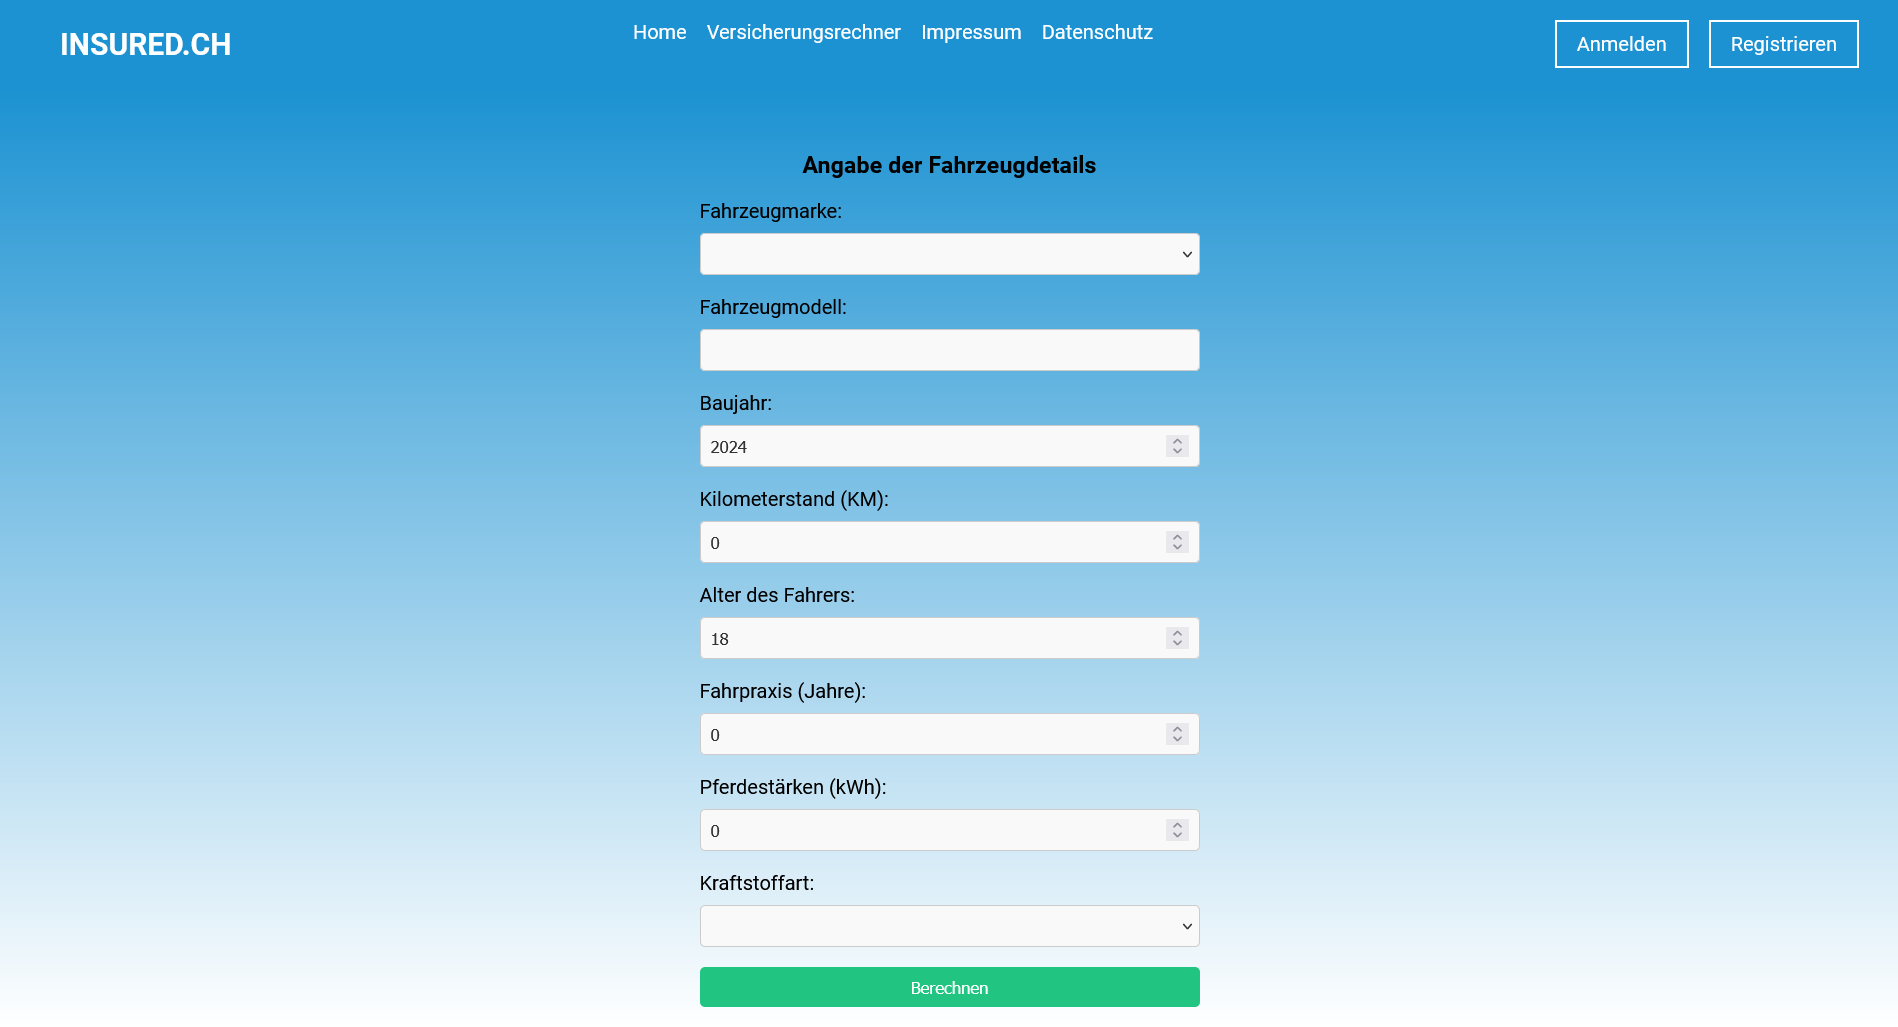 INSURED.CH
Home Versicherungsrechner Impressum Datenschutz
Anmelden Registrieren
Angabe der Fahrzeugdetails
Fahrzeugmarke:
Fahrzeugmodell:
Baujahr:
2024
Kilometerstand (KM):
0
Alter des Fahrers:
18
Fahrpraxis (Jahre):
0
Pferdestärken (kWh):
0
Kraftstoffart:
Berechnen